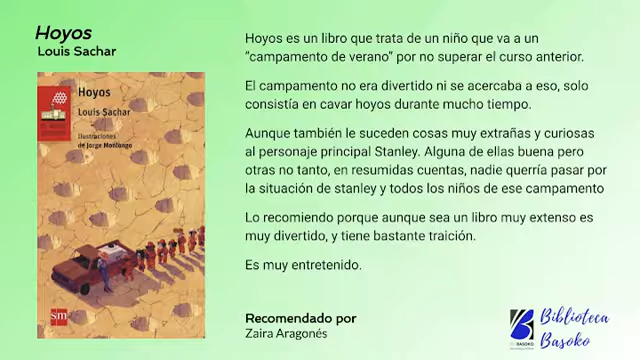 Hoyos
Louis Sachar
Hoyos
Louis Sachar
Ilustraciones
de Jorge Monlongo
sm
Hoyos es un libro que trata de un niño que va a un
“campamento de verano” por no superar el curso anterior.
El campamento no era divertido ni se acercaba a eso, solo
consistía en cavar hoyos durante mucho tiempo.
Aunque también le suceden cosas muy extrañas y curiosas
al personaje principal Stanley. Alguna de ellas buena pero
otras no tanto, en resumidas cuentas, nadie querría pasar por
la situación de stanley y todos los niños de ese campamento
Lo recomiendo porque aunque sea un libro muy extenso es
muy divertido, y tiene bastante traición.
Es muy entretenido.
Recomendado por
Zaira Aragonés
BASOKO
Biblioteca
Basoko